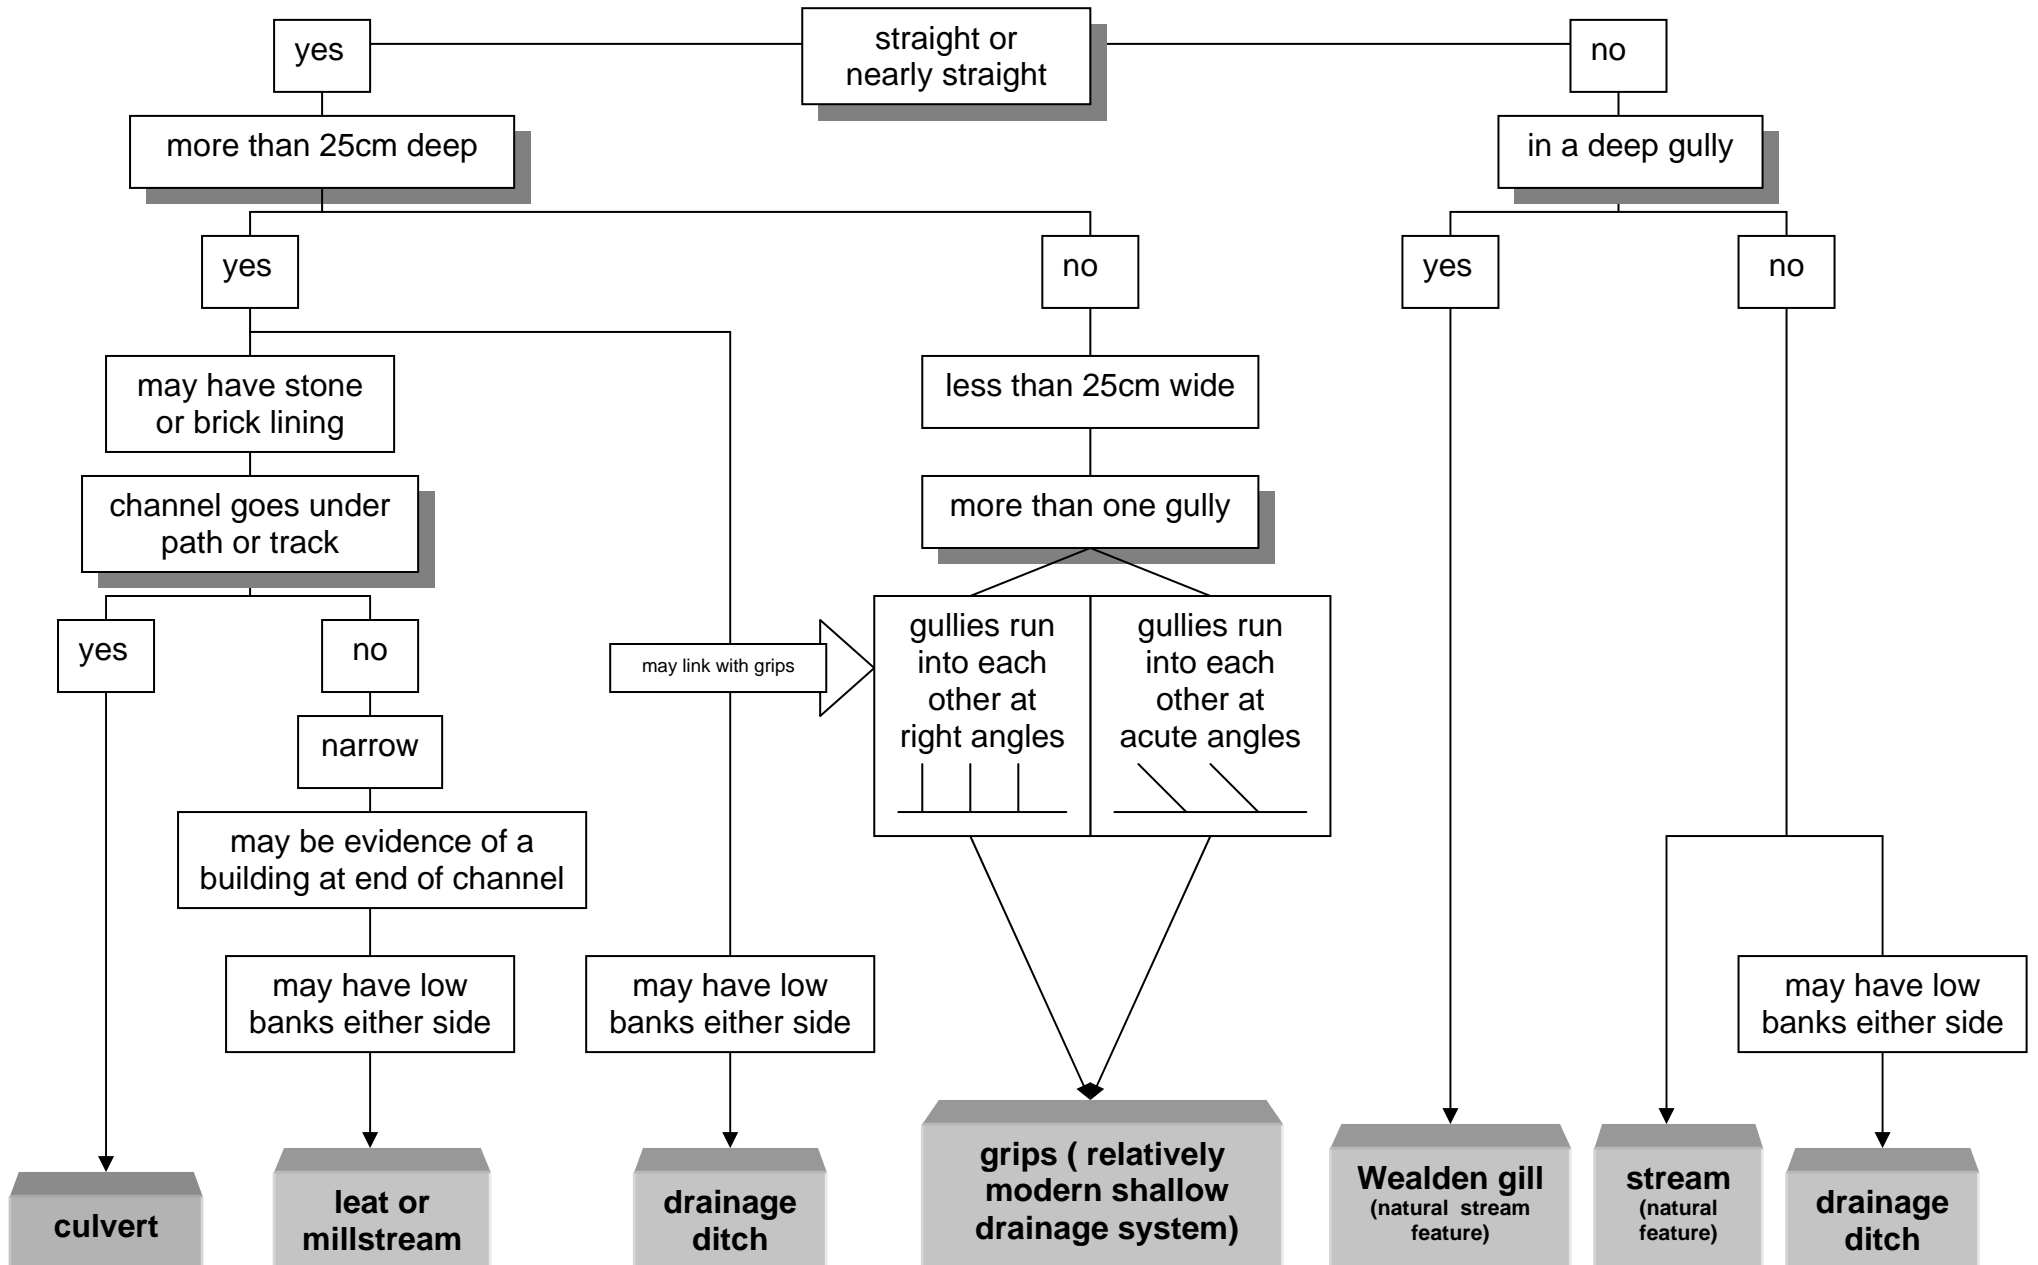 straight or
nearly straight
yes
no
more than 25cm deep
in a deep gully
yes
no
yes
no
may have stone
or brick lining
less than 25cm wide
channel goes under
path or track
more than one gully
yes
no
may link with grips
gullies run
into each
other at
right angles
gullies run
into each
other at
acute angles
narrow
may be evidence of a
building at end of channel
may have low
banks either side
may have low
banks either side
may have low
banks either side
culvert
leat or
millstream
drainage
ditch
grips ( relatively
modern shallow
drainage system)
Wealden gill
(natural stream
feature)
stream
(natural
feature)
drainage
ditch